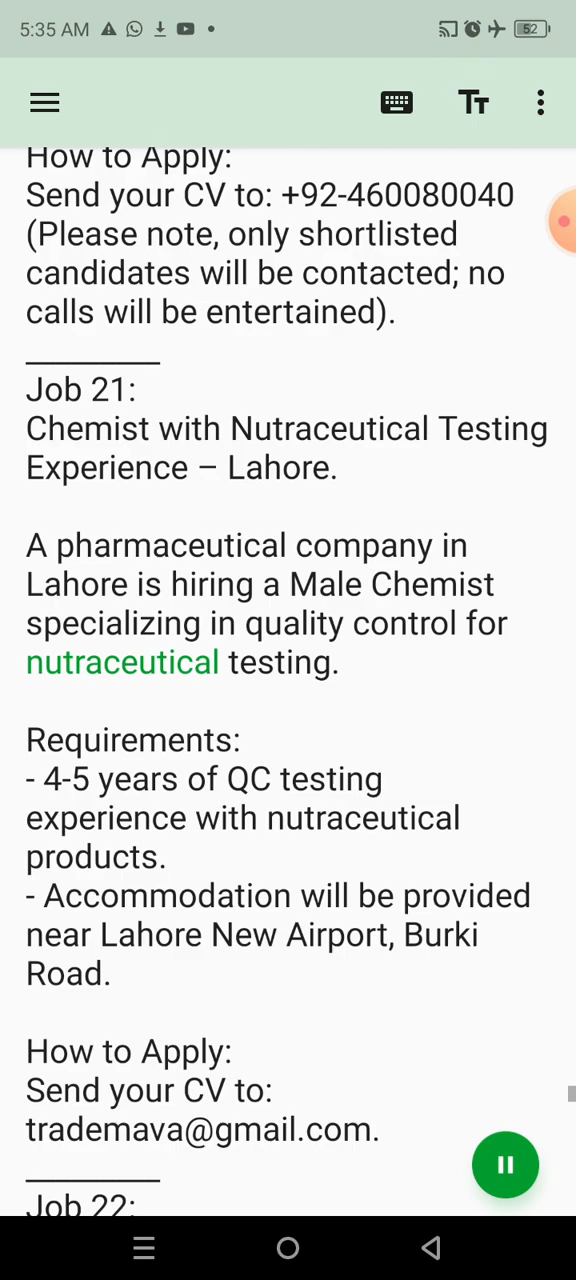 5:35 AM
52
TT
How to Apply:
Send your CV to: +92-460080040
(Please note, only shortlisted
candidates will be contacted; no
calls will be entertained).
________
Job 21:
Chemist with Nutraceutical Testing
Experience – Lahore.
A pharmaceutical company in
Lahore is hiring a Male Chemist
specializing in quality control for
nutraceutical testing.
Requirements:
- 4-5 years of QC testing
experience with nutraceutical
products.
- Accommodation will be provided
near Lahore New Airport, Burki
Road.
How to Apply:
Send your CV to:
trademava@gmail.com.
________
Job 22: